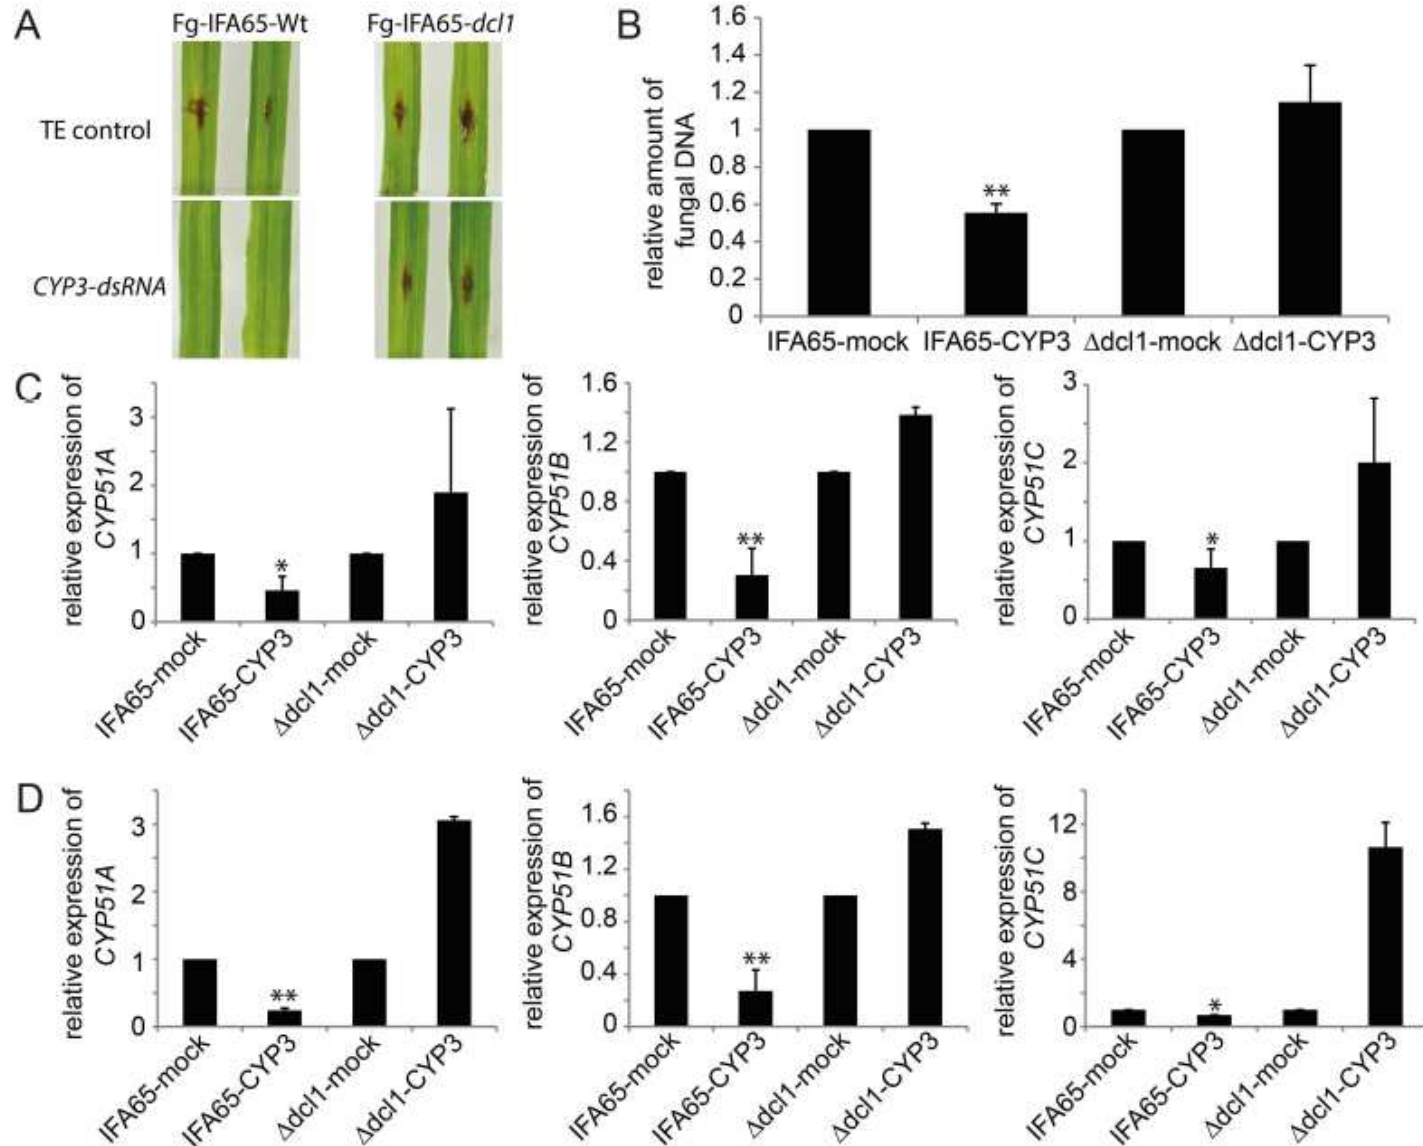 A
Fg-IFA65-Wt
Fg-IFA65-dcl1
TE control
CYP3-dsRNA
B
relative amount of
fungal DNA
1.6
1.4
1.2
1
0.8
0.6
0.4
0.2
0
**
IFA65-mock IFA65-CYP3 Δdcl1-mock Δdcl1-CYP3
C
relative expression of
CYP51A
3
2
1
0
*
IFA65-mock
IFA65-CYP3
Δdcl1-mock
Δdcl1-CYP3
relative expression of
CYP51B
1.6
1.2
0.8
0.4
0
**
IFA65-mock
IFA65-CYP3
Δdcl1-mock
Δdcl1-CYP3
relative expression of
CYP51C
3
2
1
0
*
IFA65-mock
IFA65-CYP3
Δdcl1-mock
Δdcl1-CYP3
D
relative expression of
CYP51A
3
2
1
0
**
IFA65-mock
IFA65-CYP3
Δdcl1-mock
Δdcl1-CYP3
relative expression of
CYP51B
1.6
1.2
0.8
0.4
0
**
IFA65-mock
IFA65-CYP3
Δdcl1-mock
Δdcl1-CYP3
relative expression of
CYP51C
12
8
4
0
*
IFA65-mock
IFA65-CYP3
Δdcl1-mock
Δdcl1-CYP3